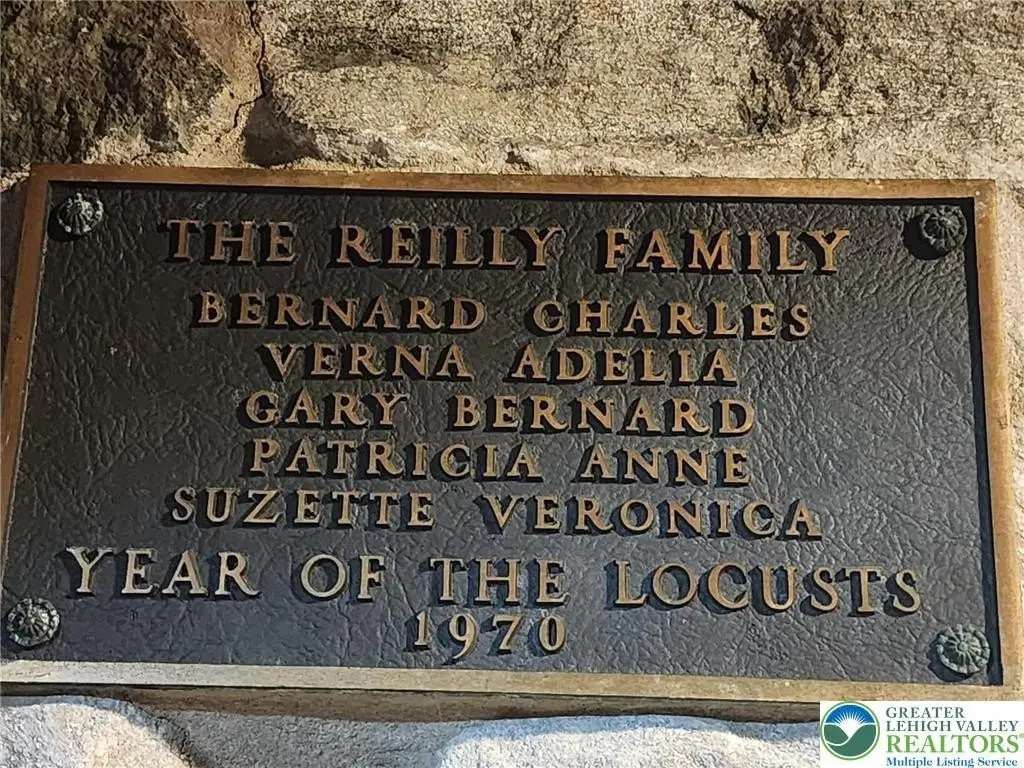 THE REILLY FAMILY
BERNARD CHARLES
VERNA ADELIA
GARY BERNARD
PATRICIA ANNE
SUZETTE VERONICA
YEAR OF THE LOCUSTS
1970
GREATER
LEHIGH VALLEY
REALTORS®
Multiple Listing Service